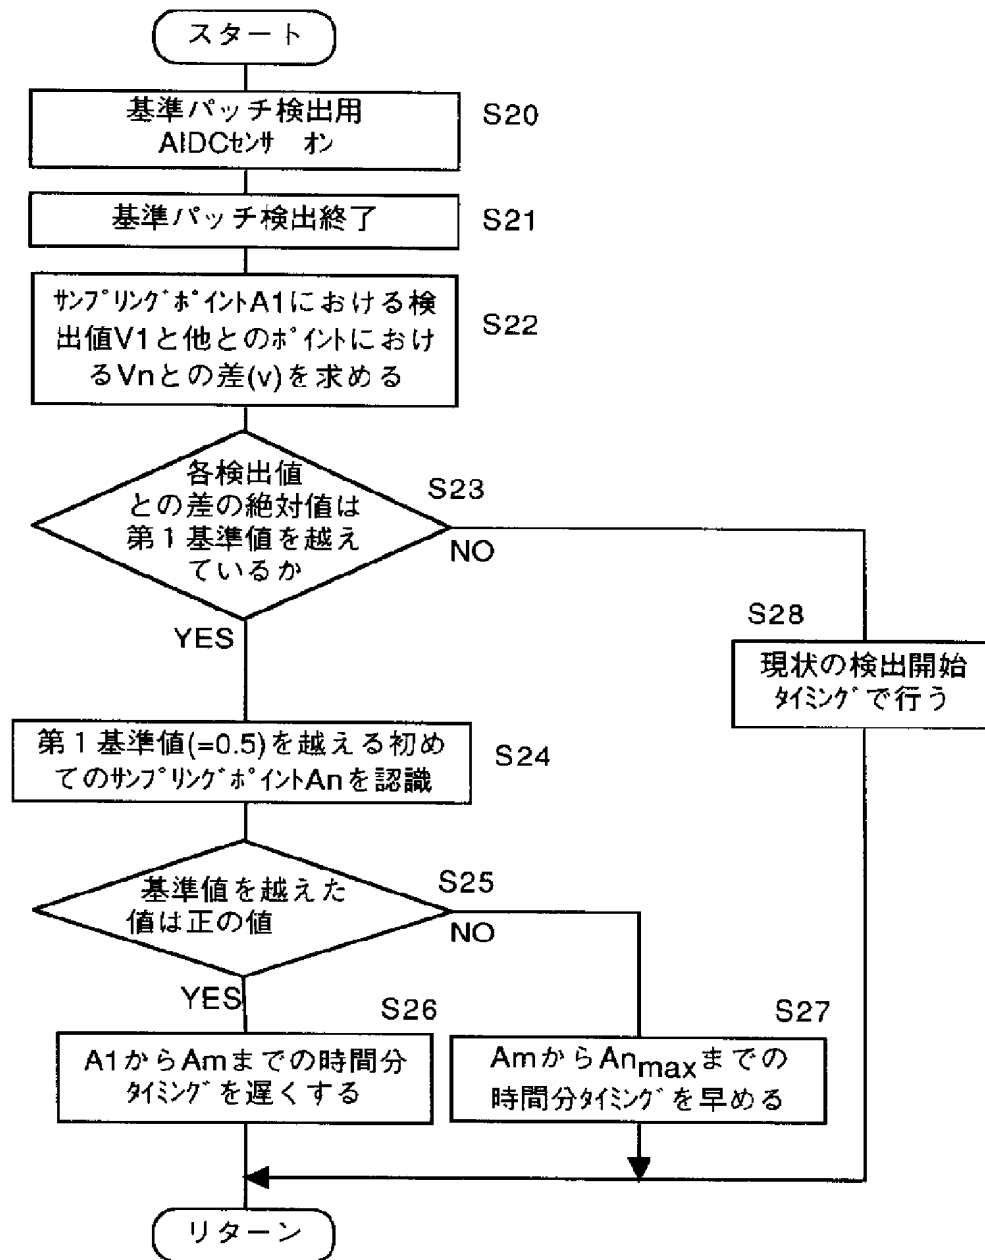 スタート
基準パッチ検出用
AIDCｾﾝｻ ｵﾝ
S20
基準パッチ検出終了
S21
ｻﾝﾌﾟﾘﾝｸﾞﾎﾟｲﾝﾄA1における検
出値V1と他とのﾎﾟｲﾝﾄにおけ
るVnとの差(v)を求める
S22
各検出値
との差の絶対値は
第１基準値を越え
ているか
S23
NO
YES
S28
現状の検出開始
ﾀｲﾐﾝｸﾞで行う
第１基準値(=0.5)を越える初め
てのｻﾝﾌﾟﾘﾝｸﾞﾎﾟｲﾝﾄAnを認識
S24
基準値を越えた
値は正の値
S25
NO
YES
S26
A1からAmまでの時間分
ﾀｲﾐﾝｸﾞを遅くする
S27
AmからAnmaxまでの
時間分ﾀｲﾐﾝｸﾞを早める
リターン